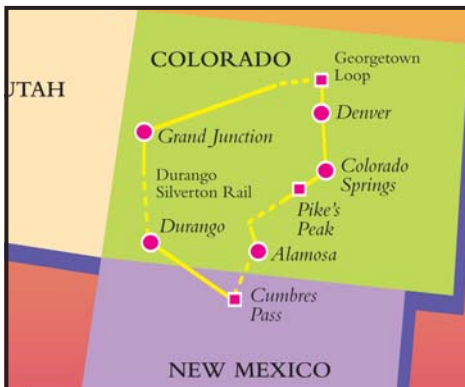 COLORADO
Georgetown
Loop
UTAH
Denver
Grand Junction
Durango
Silverton Rail
Colorado
Springs
Pike's
Peak
Durango
Alamosa
Cumbres
Pass
NEW MEXICO